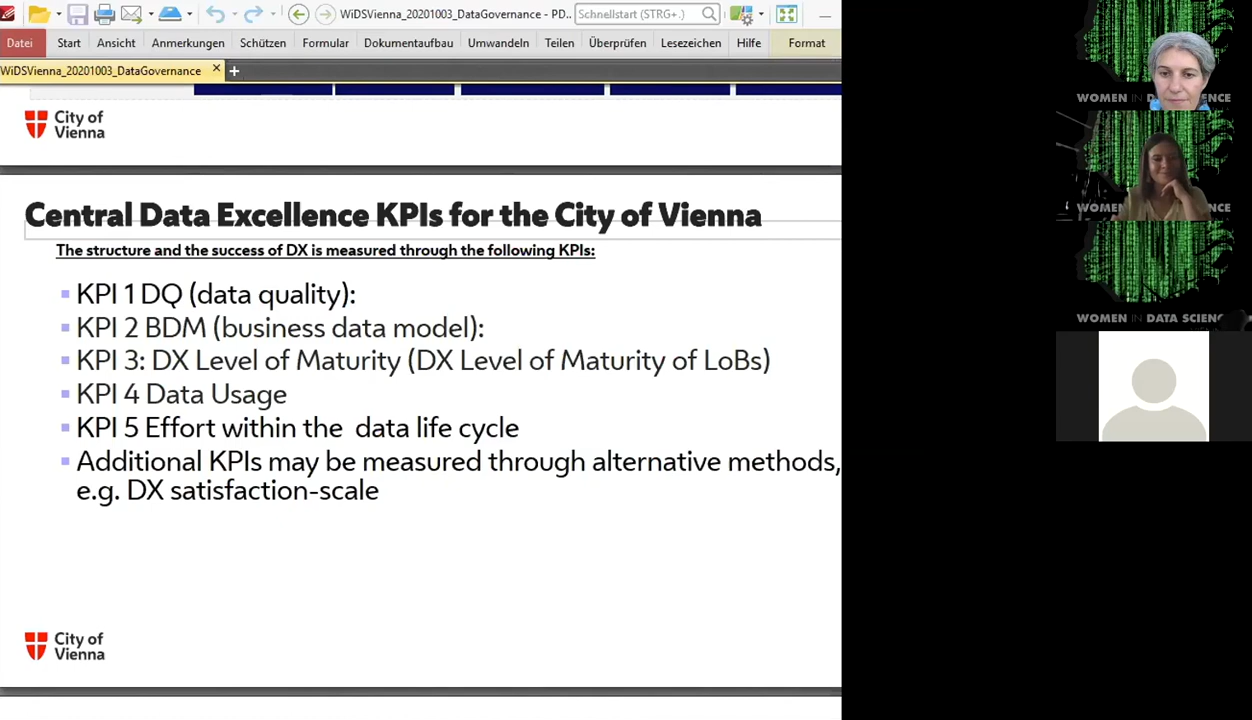 WiDSVienna_20201003_DataGovernance - PD..
Schnellstart (STRG+.)
Datei Start Ansicht Anmerkungen Schützen Formular Dokumentaufbau Umwandeln Teilen Überprüfen Lesezeichen Hilfe Format
WiDSVienna_20201003_DataGovernance
City of
Vienna
Central Data Excellence KPIs for the City of Vienna
The structure and the success of DX is measured through the following KPIs:
KPI 1 DQ (data quality):
KPI 2 BDM (business data model):
KPI 3: DX Level of Maturity (DX Level of Maturity of LoBs)
KPI 4 Data Usage
KPI 5 Effort within the data life cycle
Additional KPIs may be measured through alternative methods,
e.g. DX satisfaction-scale
City of
Vienna
WOMEN IN DATA SCIENCE
WOMEN
WOMEN IN DATA SCIENCE